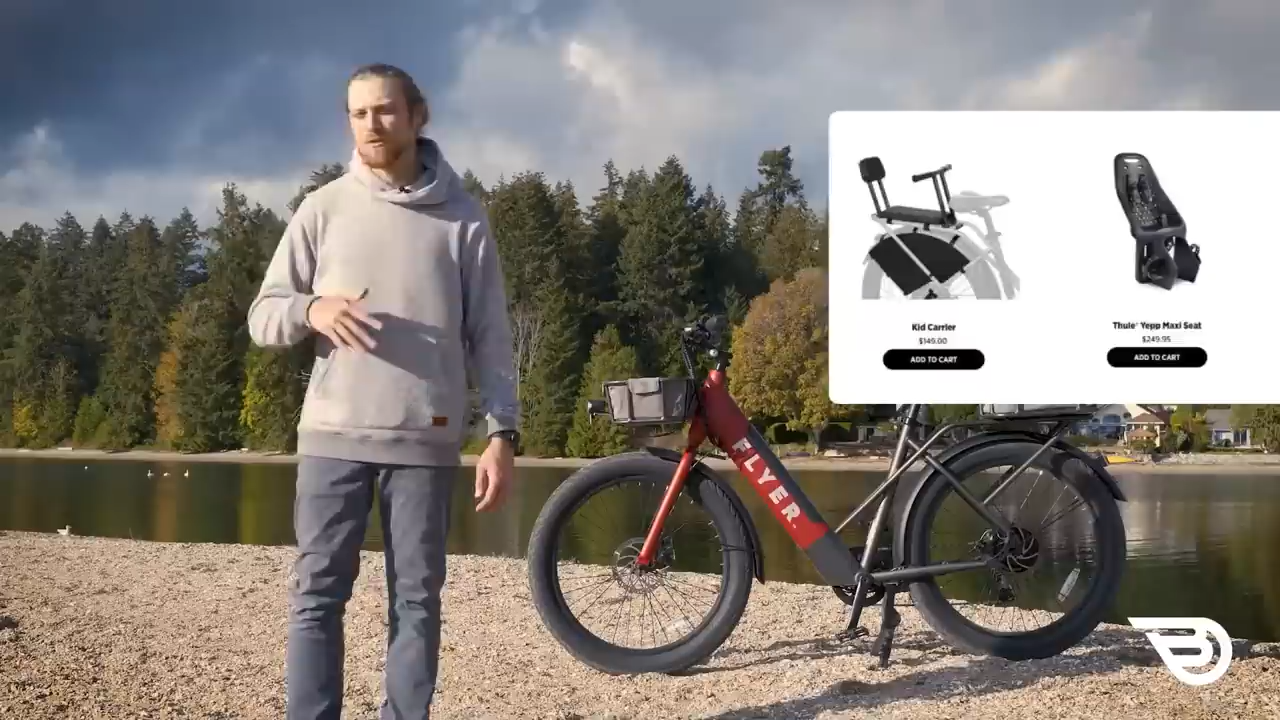 Kid Carrier
$149.00
ADD TO CART
Thule® Yepp Maxi Seat
$249.95
ADD TO CART
FLYER